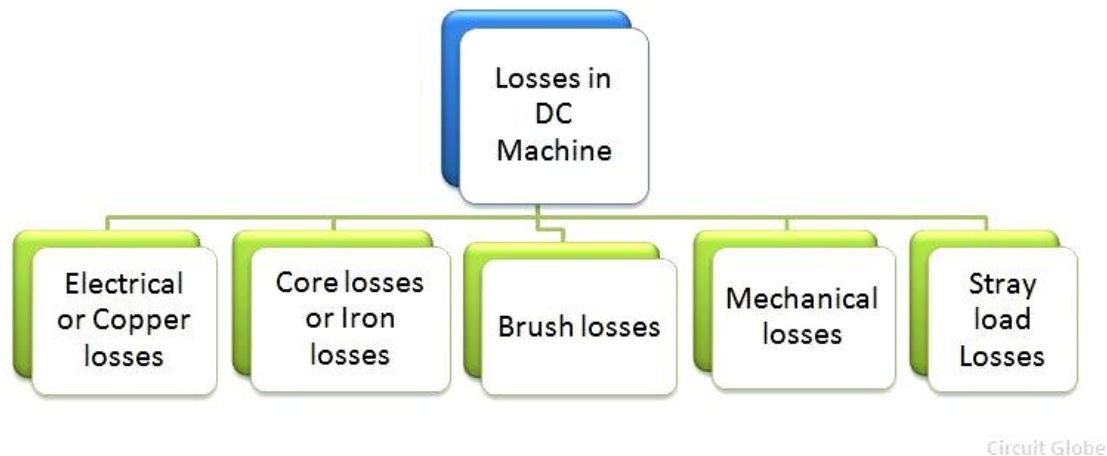 Losses in
DC
Machine
Electrical
or Copper
losses
Core losses
or Iron
losses
Brush losses
Mechanical
losses
Stray
load
Losses
Circuit Globe